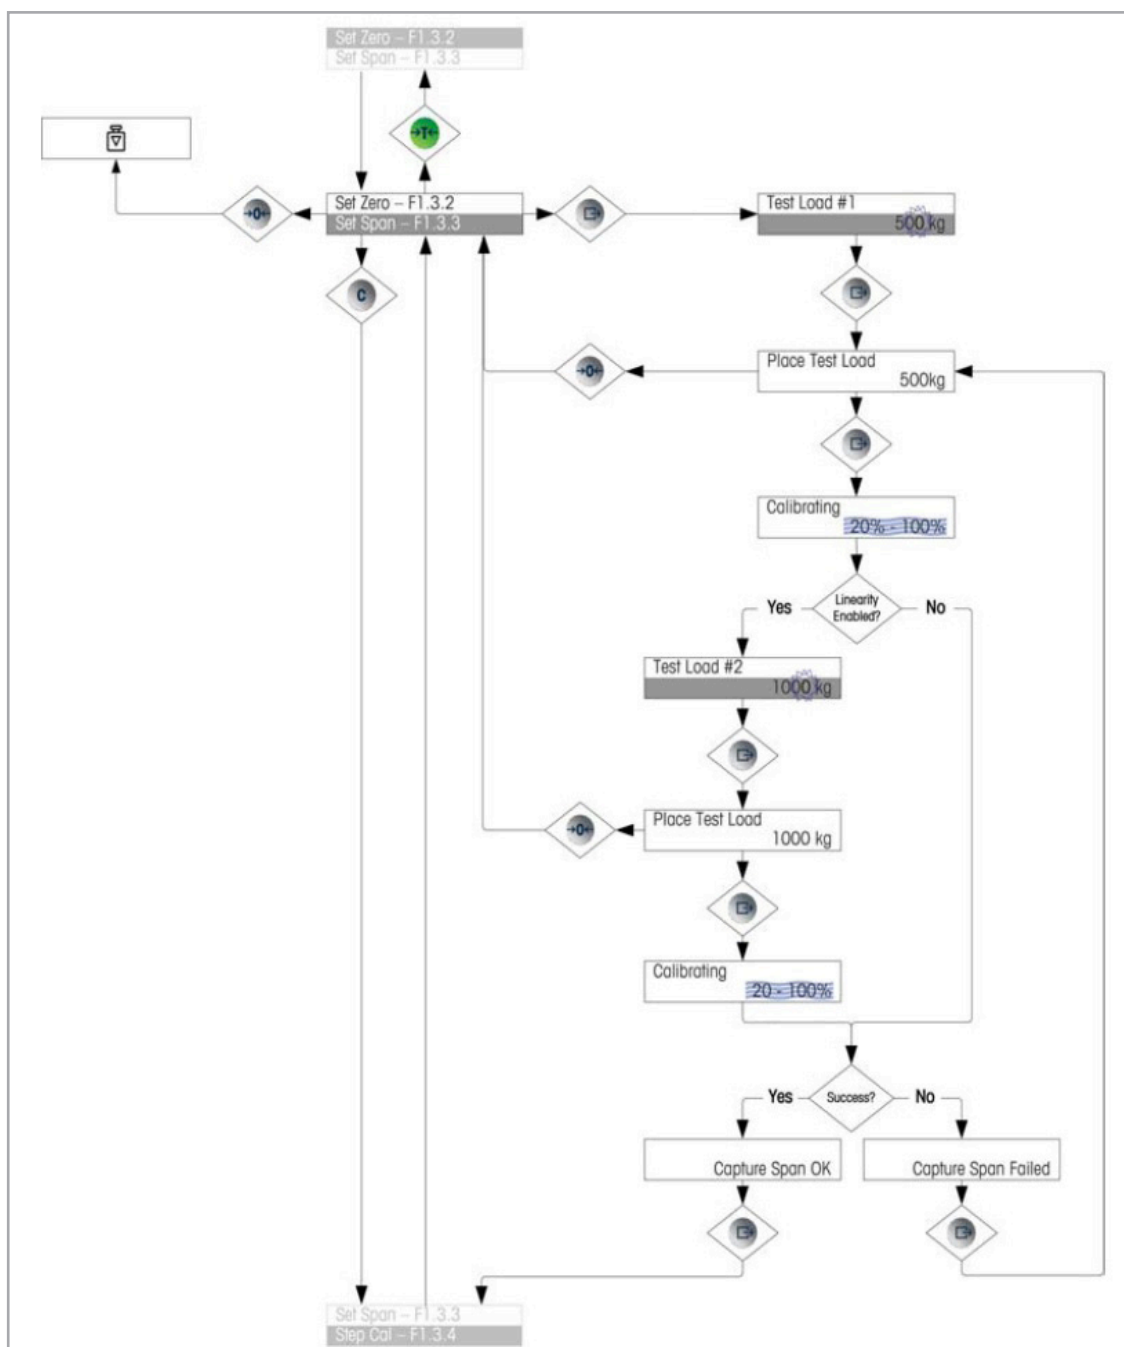 Set Zero – F1.3.2
Set Span – F1.3.3
→T←
→0←
Set Zero – F1.3.2
Set Span – F1.3.3
Test Load #1
500 kg
C
Place Test Load
500kg
→0←
Calibrating
20% - 100%
Linearity
Enabled?
Yes
No
Test Load #2
1000 kg
Place Test Load
1000 kg
→0←
Calibrating
20 - 100%
Success?
Yes
No
Capture Span OK
Capture Span Failed
Set Span – F1.3.3
Step Cal – F1.3.4